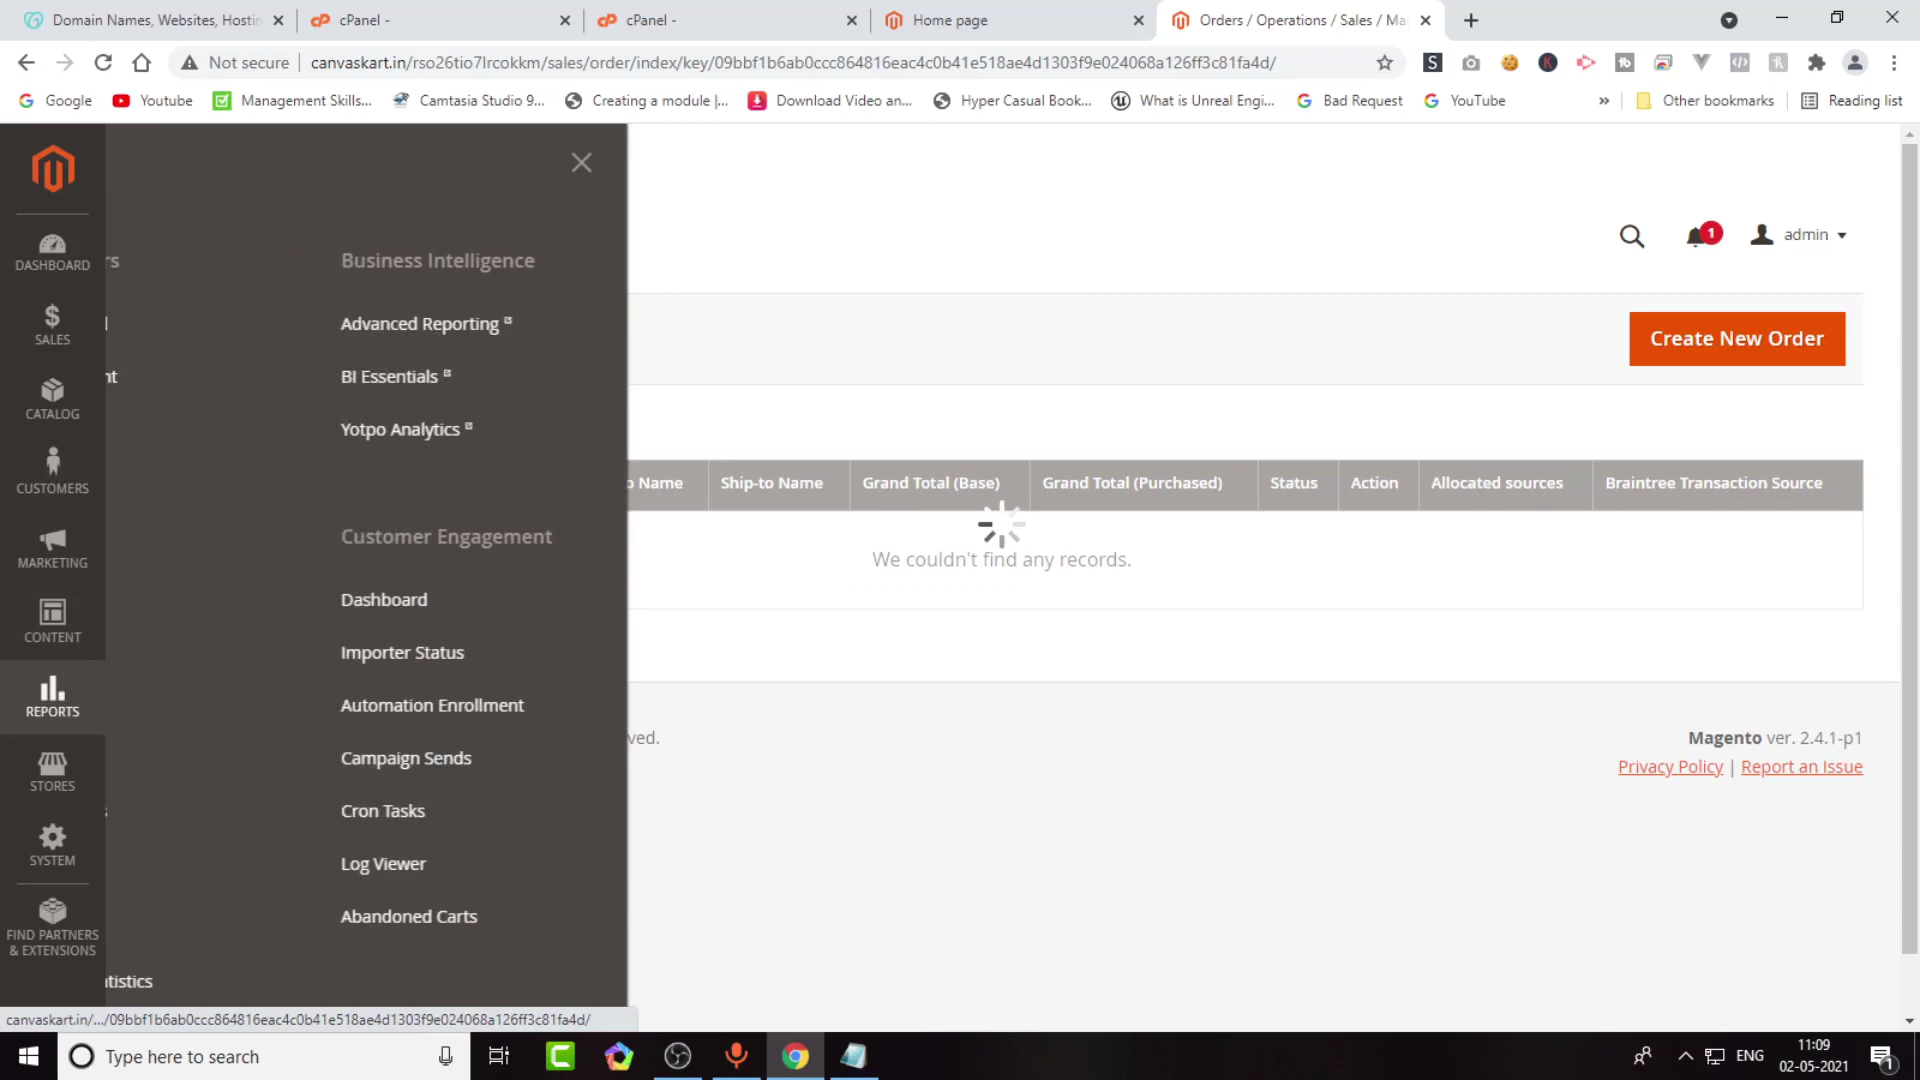 Domain Names, Websites, Hostin
cPanel -
cPanel -
Home page
Orders / Operations / Sales / Ma
Not secure
canvaskart.in/rso26tio7lrcokkm/sales/order/index/key/09bbf1b6ab0ccc864816eac4c0b41e518ae4d1303f9e024068a126ff3c81fa4d/
Google
Youtube
Management Skills...
Camtasia Studio 9...
Creating a module |...
Download Video an...
Hyper Casual Book...
What is Unreal Engi...
Bad Request
YouTube
»
Other bookmarks
Reading list
DASHBOARD
SALES
CATALOG
CUSTOMERS
MARKETING
CONTENT
REPORTS
STORES
SYSTEM
FIND PARTNERS
& EXTENSIONS
rs
nt
tistics
Business Intelligence
Advanced Reporting
BI Essentials
Yotpo Analytics
Customer Engagement
Dashboard
Importer Status
Automation Enrollment
Campaign Sends
Cron Tasks
Log Viewer
Abandoned Carts
1
admin
Create New Order
o Name
Ship-to Name
Grand Total (Base)
Grand Total (Purchased)
Status
Action
Allocated sources
Braintree Transaction Source
We couldn't find any records.
ved.
Magento ver. 2.4.1-p1
Privacy Policy | Report an Issue
canvaskart.in/.../09bbf1b6ab0ccc864816eac4c0b41e518ae4d1303f9e024068a126ff3c81fa4d/
Type here to search
ENG
11:09
02-05-2021
1